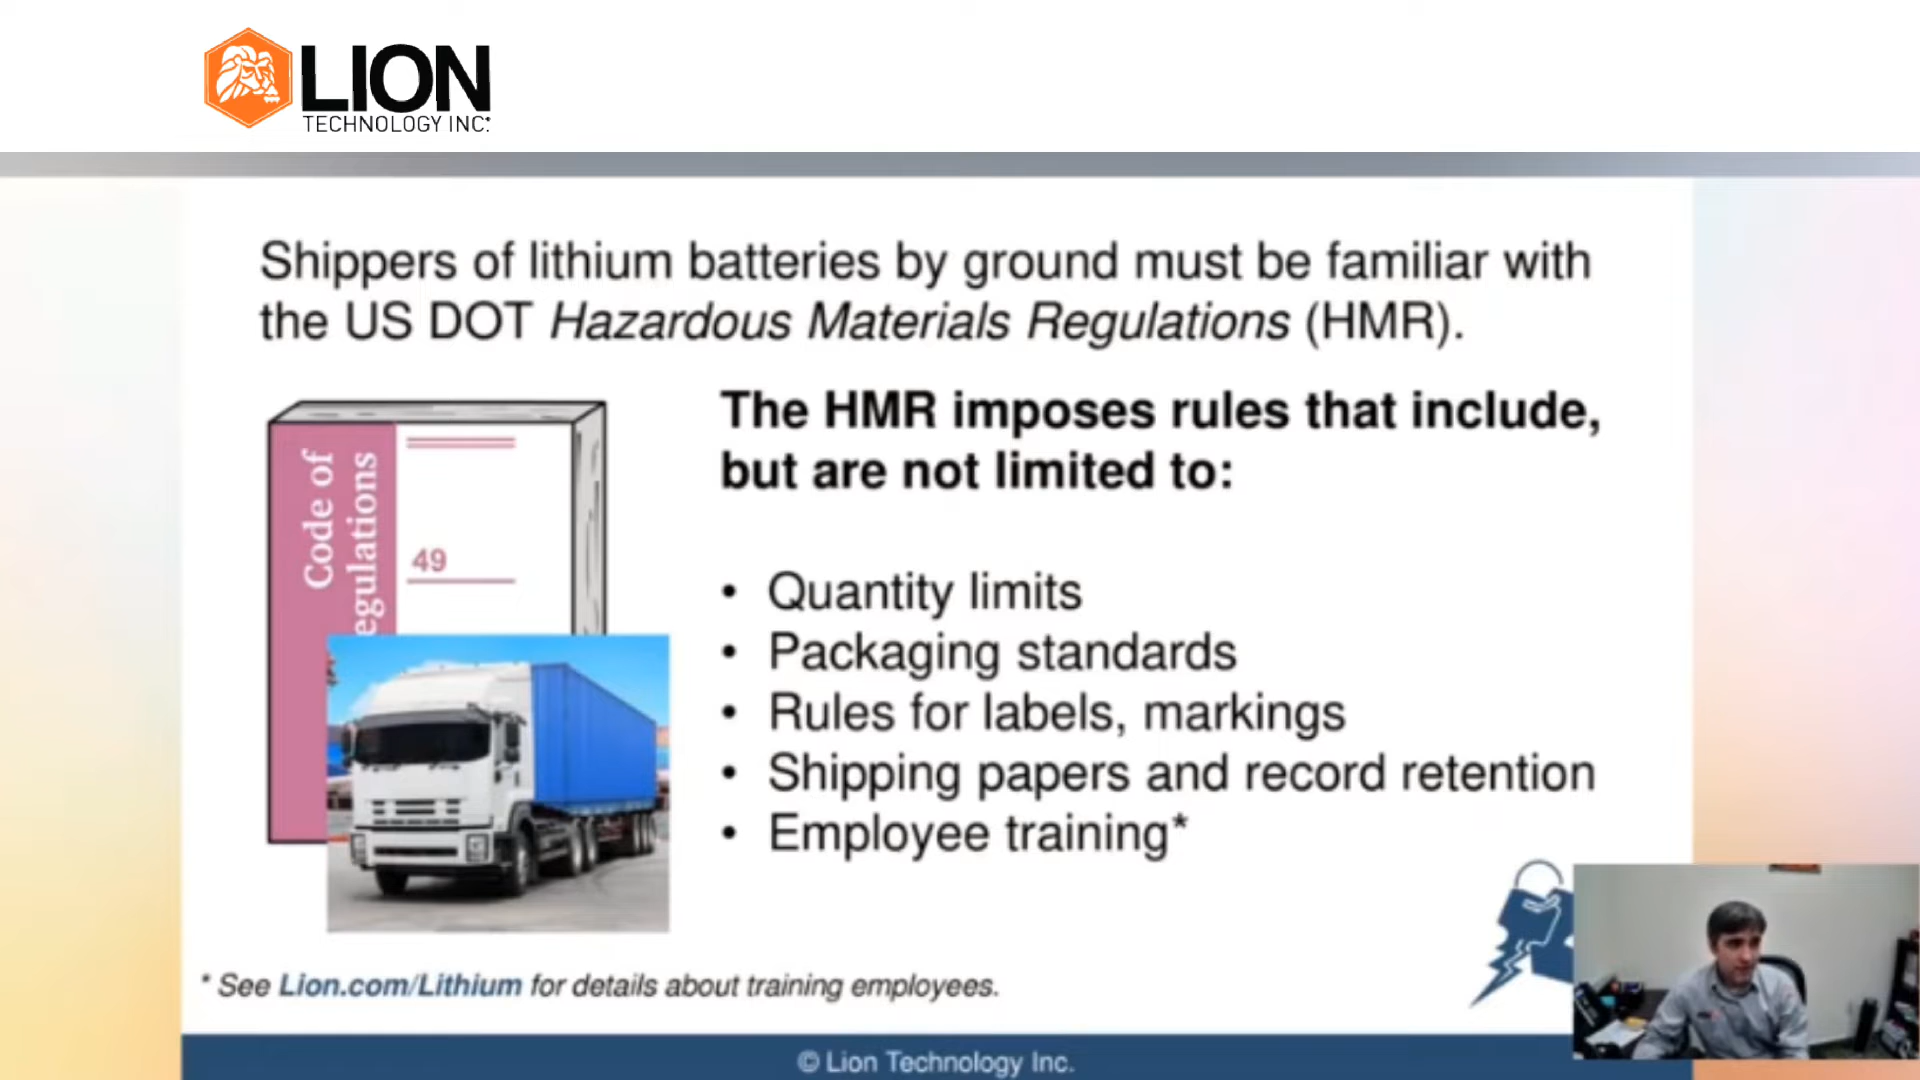 LION
TECHNOLOGY INC.
Shippers of lithium batteries by ground must be familiar with
the US DOT Hazardous Materials Regulations (HMR).
The HMR imposes rules that include,
but are not limited to:
Code of
egulations
49
• Quantity limits
• Packaging standards
• Rules for labels, markings
• Shipping papers and record retention
• Employee training*
* See Lion.com/Lithium for details about training employees.
© Lion Technology Inc.